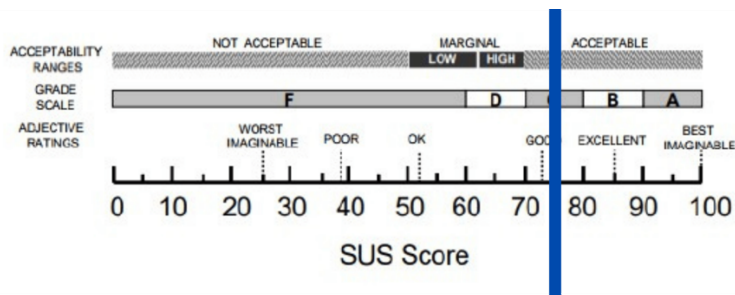 NOT ACCEPTABLE MARGINAL ACCEPTABLE
ACCEPTABILITY RANGES LOW HIGH
GRADE SCALE F D C B A
ADJECTIVE RATINGS WORST IMAGINABLE POOR OK GOOD EXCELLENT BEST IMAGINABLE
0 10 20 30 40 50 60 70 80 90 100
SUS Score